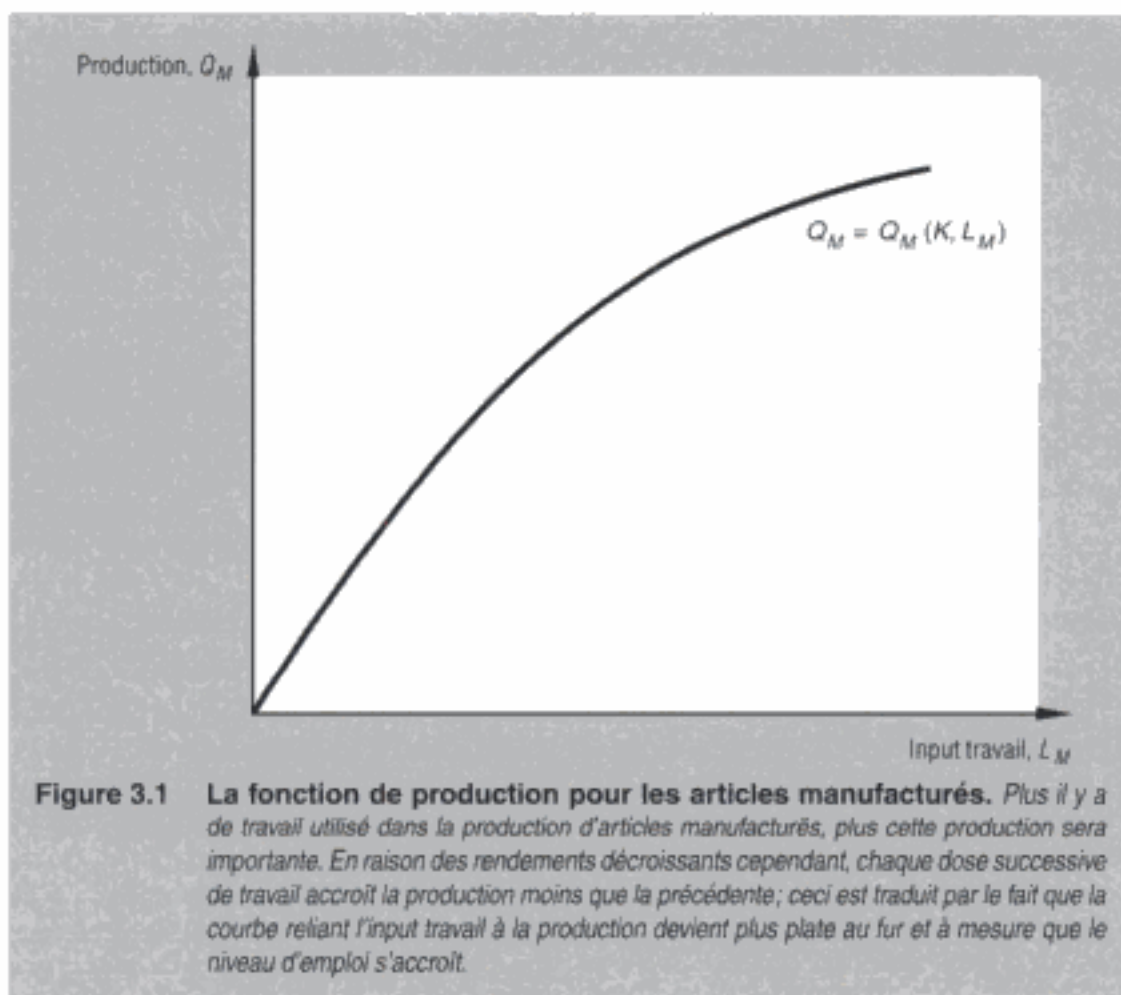 Production, Q_M
Q_M = Q_M (K, L_M)
Input travail, L_M
Figure 3.1 La fonction de production pour les articles manufacturés. Plus il y a
de travail utilisé dans la production d'articles manufacturés, plus cette production sera
importante. En raison des rendements décroissants cependant, chaque dose successive
de travail accroît la production moins que la précédente; ceci est traduit par le fait que la
courbe reliant l'input travail à la production devient plus plate au fur et à mesure que le
niveau d'emploi s'accroît.